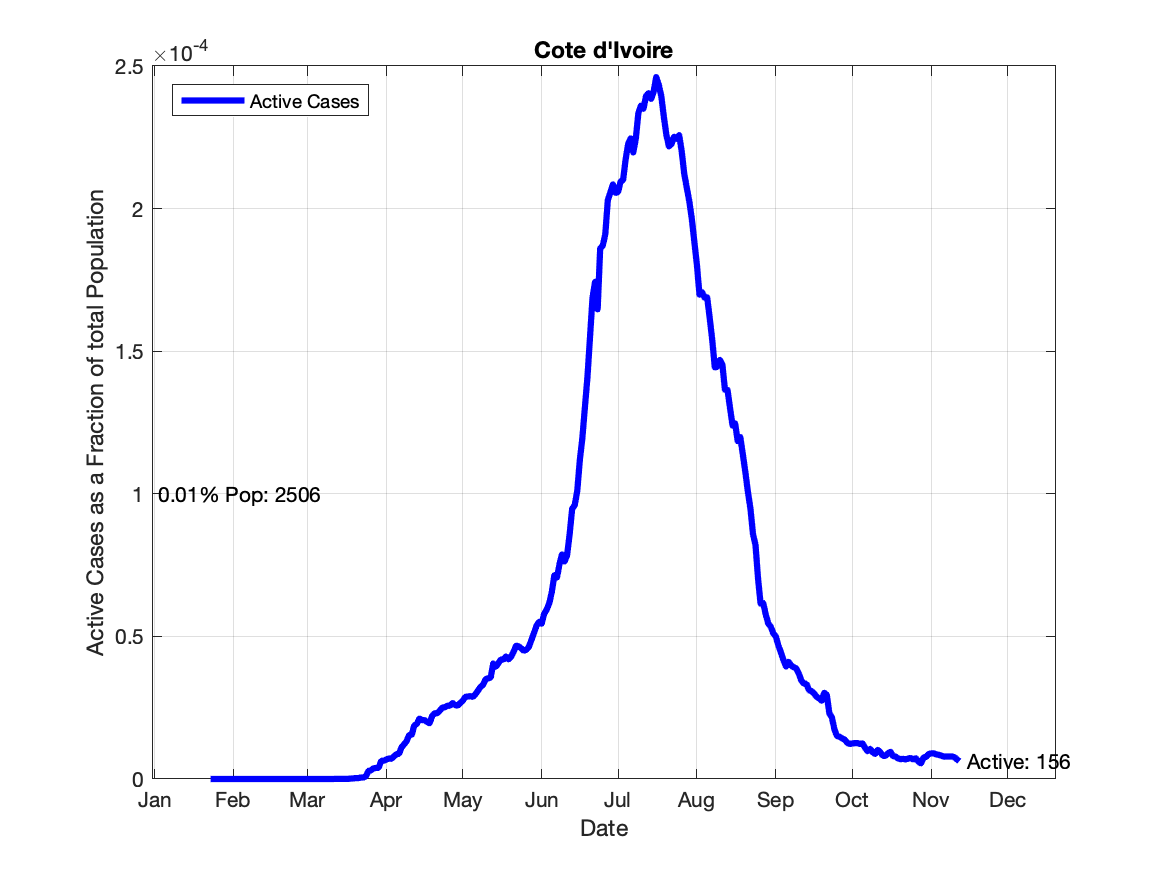 Cote d'Ivoire
×10-4
2.5
2
1.5
1
0.5
0
Active Cases
0.01% Pop: 2506
Active: 156
Active Cases as a Fraction of total Population
Jan Feb Mar Apr May Jun Jul Aug Sep Oct Nov Dec
Date